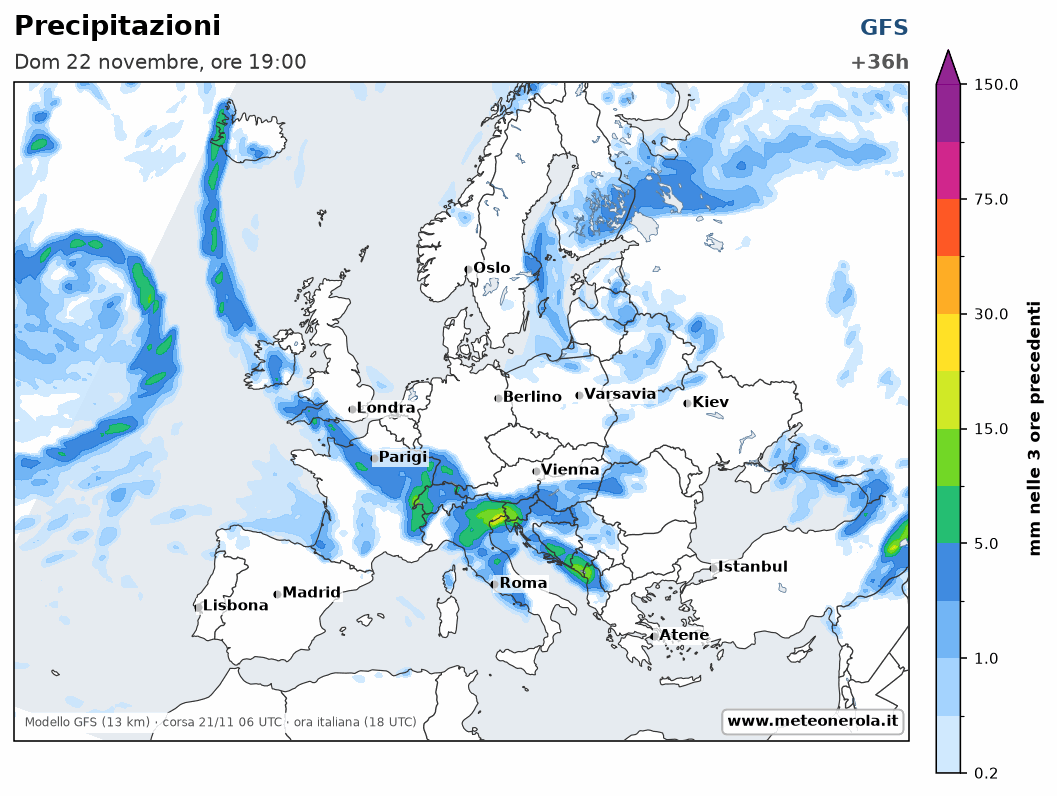 Precipitazioni
GFS
Dom 22 novembre, ore 19:00
+36h
150.0
75.0
30.0
15.0
5.0
1.0
0.2
mm nelle 3 ore precedenti
Oslo
Berlino
Varsavia
Kiev
Londra
Parigi
Vienna
Istanbul
Roma
Madrid
Lisbona
Atene
Modello GFS (13 km) · corsa 21/11 06 UTC · ora italiana (18 UTC)
www.meteonerola.it